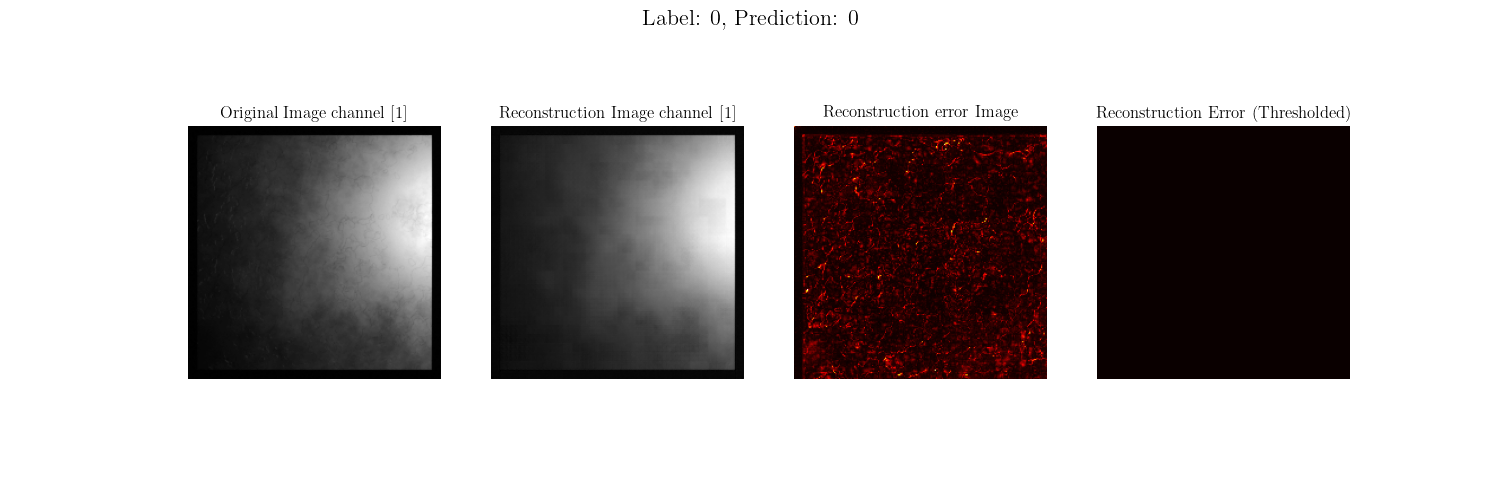 Label: 0, Prediction: 0
Original Image channel [1]
Reconstruction Image channel [1]
Reconstruction error Image
Reconstruction Error (Thresholded)